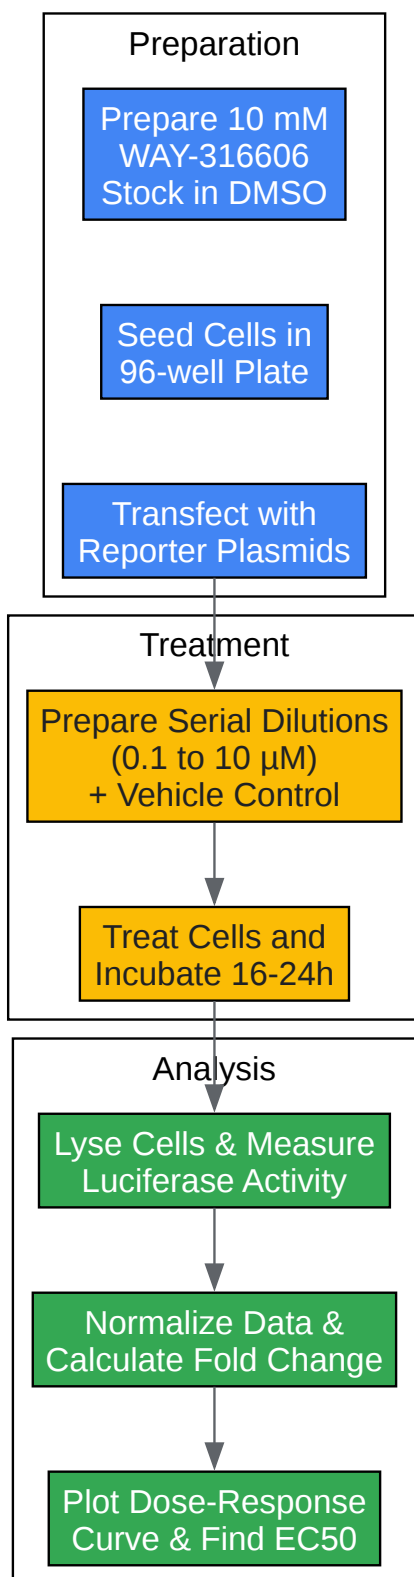 Preparation
Prepare 10 mM
WAY-316606
Stock in DMSO
Seed Cells in
96-well Plate
Transfect with
Reporter Plasmids
Treatment
Prepare Serial Dilutions
(0.1 to 10 µM)
+ Vehicle Control
Treat Cells and
Incubate 16-24h
Analysis
Lyse Cells & Measure
Luciferase Activity
Normalize Data &
Calculate Fold Change
Plot Dose-Response
Curve & Find EC50